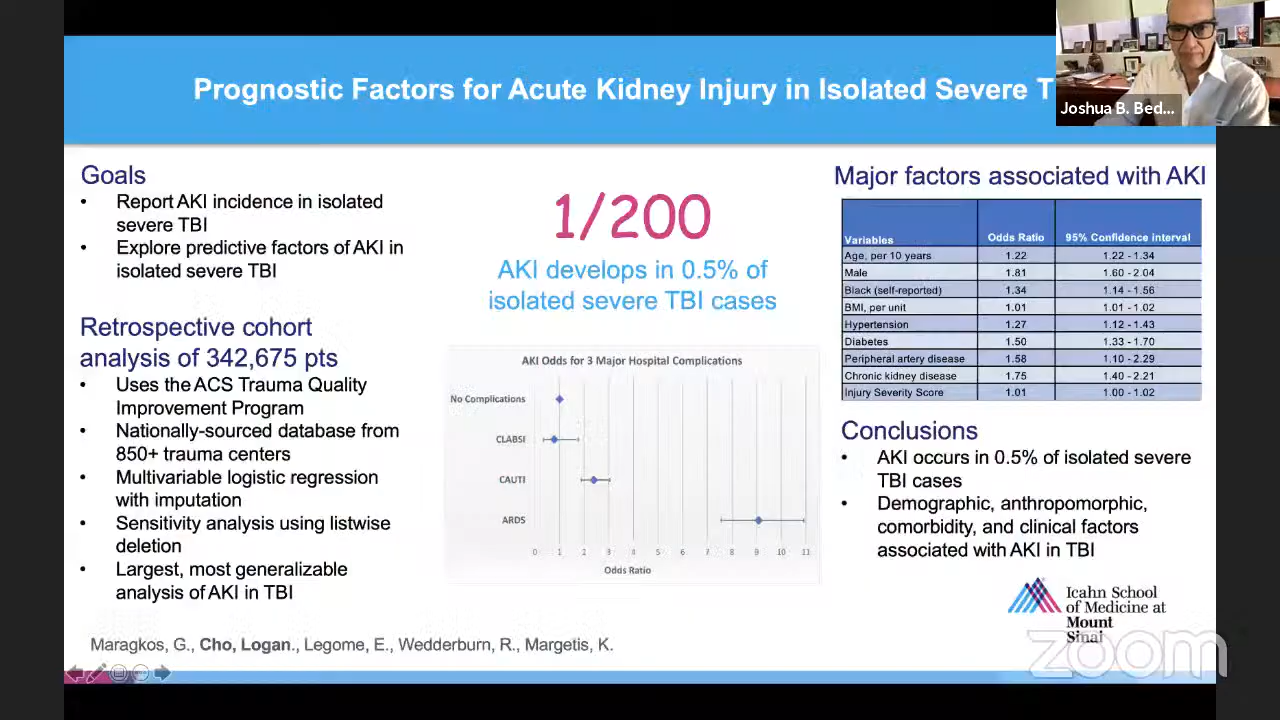 Prognostic Factors for Acute Kidney Injury in Isolated Severe T
Joshua B. Bed...
Goals
• Report AKI incidence in isolated
severe TBI
• Explore predictive factors of AKI in
isolated severe TBI
Retrospective cohort
analysis of 342,675 pts
• Uses the ACS Trauma Quality
Improvement Program
• Nationally-sourced database from
850+ trauma centers
• Multivariable logistic regression
with imputation
• Sensitivity analysis using listwise
deletion
• Largest, most generalizable
analysis of AKI in TBI
1/200
AKI develops in 0.5% of
isolated severe TBI cases
AKI Odds for 3 Major Hospital Complications
No Complications
CLABSI
CAUTI
ARDS
0 1 2 3 4 5 6 7 8 9 10 11
Odds Ratio
Major factors associated with AKI
Variables Odds Ratio 95% Confidence interval
Age, per 10 years 1.22 1.22 - 1.34
Male 1.81 1.60 - 2.04
Black (self-reported) 1.34 1.14 - 1.56
BMI, per unit 1.01 1.01 - 1.02
Hypertension 1.27 1.12 - 1.43
Diabetes 1.50 1.33 - 1.70
Peripheral artery disease 1.58 1.10 - 2.29
Chronic kidney disease 1.75 1.40 - 2.21
Injury Severity Score 1.01 1.00 - 1.02
Conclusions
• AKI occurs in 0.5% of isolated severe
TBI cases
• Demographic, anthropomorphic,
comorbidity, and clinical factors
associated with AKI in TBI
Icahn School
of Medicine at
Mount
Sinai
zoom
Maragkos, G., Cho, Logan., Legome, E., Wedderburn, R., Margetis, K.